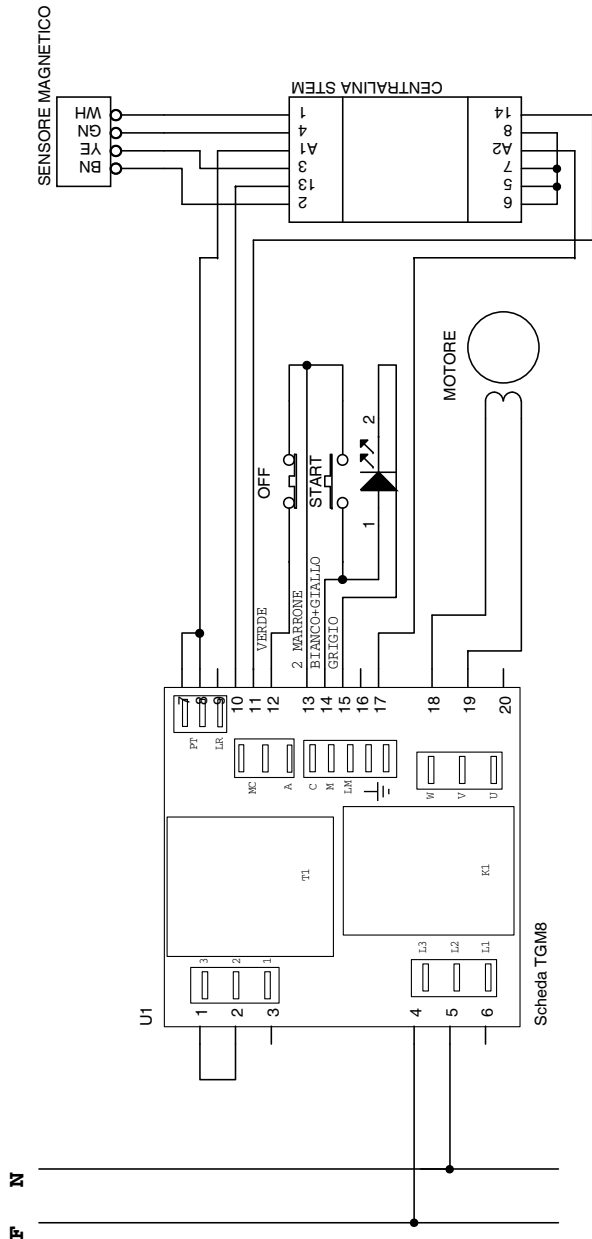 SENSORE MAGNETICO
BN
YE
GN
WH
2
13
3
A1
4
1
CENTRALINA STEM
6
5
7
A2
8
14
MOTORE
OFF
START
1
2
VERDE
2 MARRONE
BIANCO+GIALLO
GRIGIO
7
8
9
10
11
12
13
14
15
16
17
18
19
20
PT
LR
MC
A
C
M
LM
W
V
U
T1
K1
3
2
1
L3
L2
L1
U1
1
2
3
4
5
6
Scheda TGM8
N
F